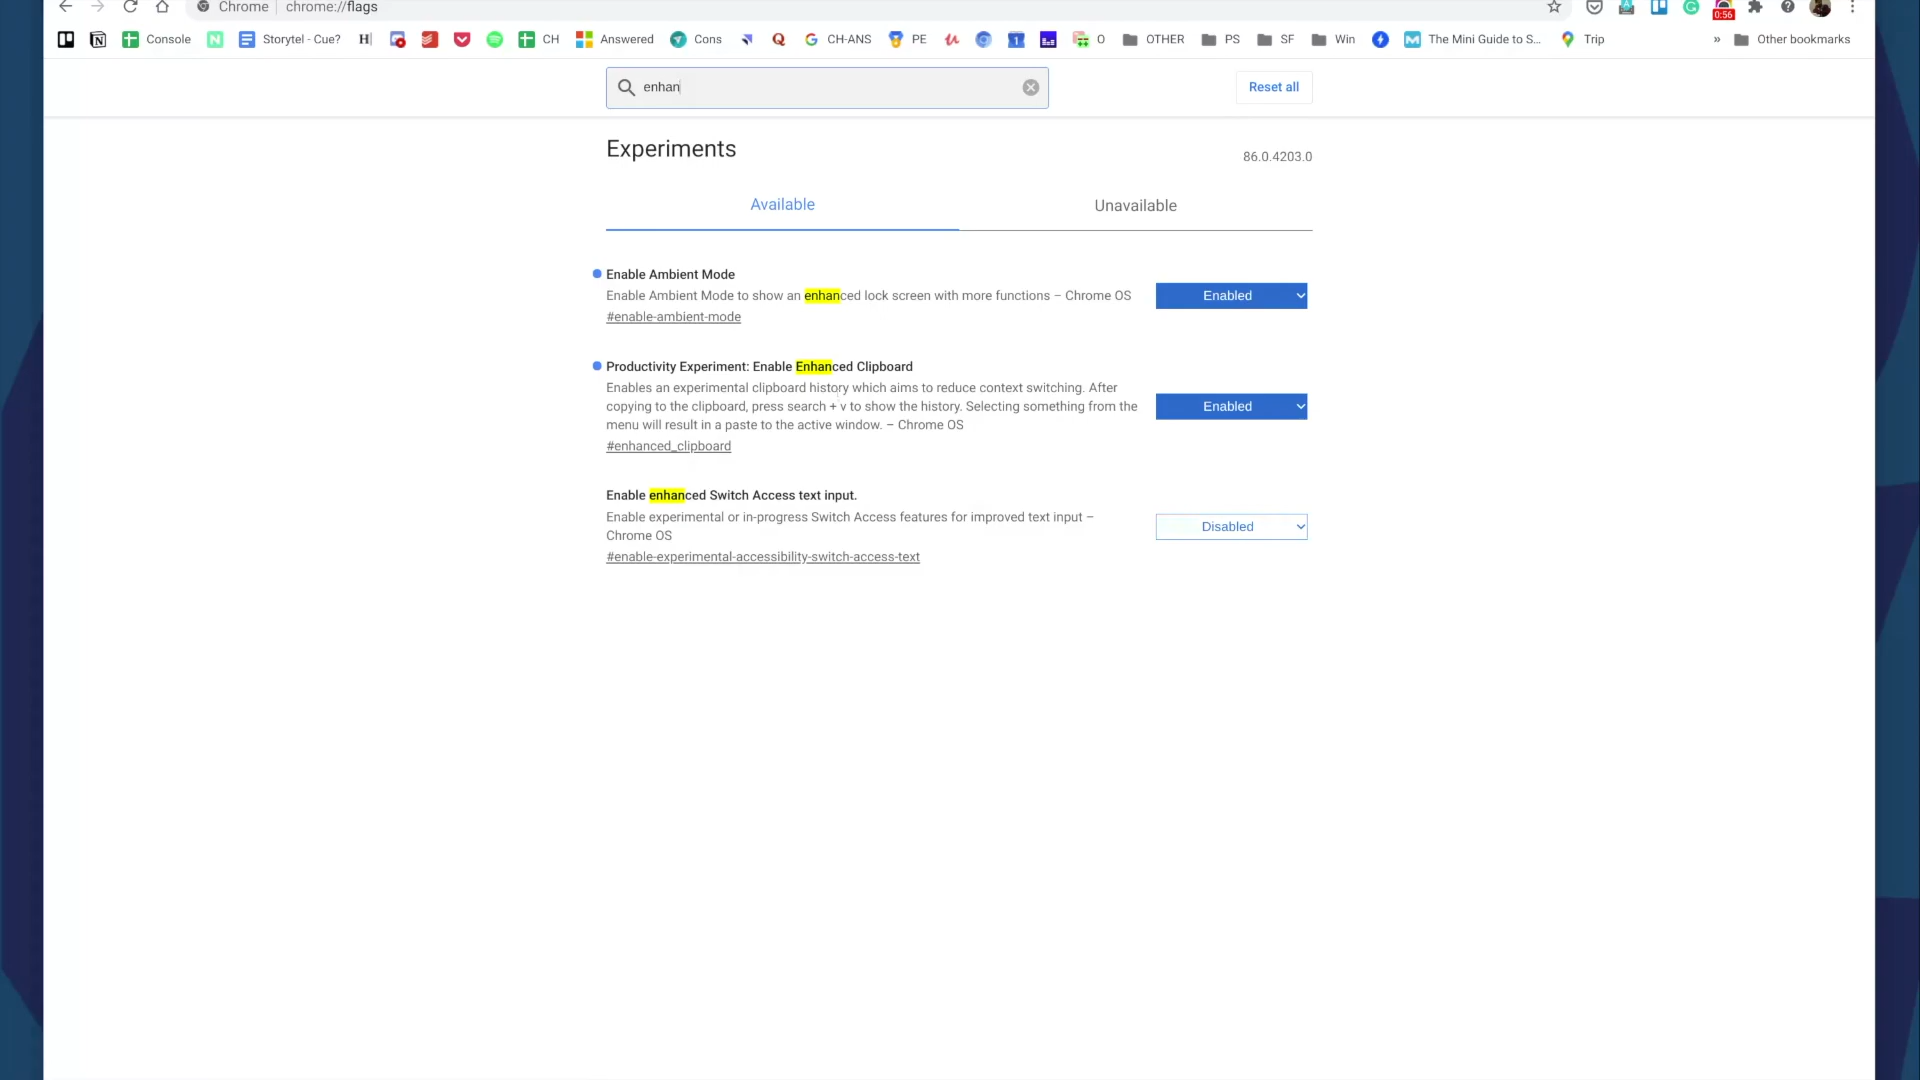 Chrome chrome://flags
0:56
Console Storytel - Cue? H CH Answered Cons Q CH-ANS PE 1 O OTHER PS SF Win The Mini Guide to S... Trip » Other bookmarks
enhan
Reset all
Experiments
86.0.4203.0
Available Unavailable
Enable Ambient Mode
Enable Ambient Mode to show an enhanced lock screen with more functions – Chrome OS
Enabled
#enable-ambient-mode
Productivity Experiment: Enable Enhanced Clipboard
Enables an experimental clipboard history which aims to reduce context switching. After
copying to the clipboard, press search + v to show the history. Selecting something from the
Enabled
menu will result in a paste to the active window. – Chrome OS
#enhanced_clipboard
Enable enhanced Switch Access text input.
Enable experimental or in-progress Switch Access features for improved text input –
Disabled
Chrome OS
#enable-experimental-accessibility-switch-access-text